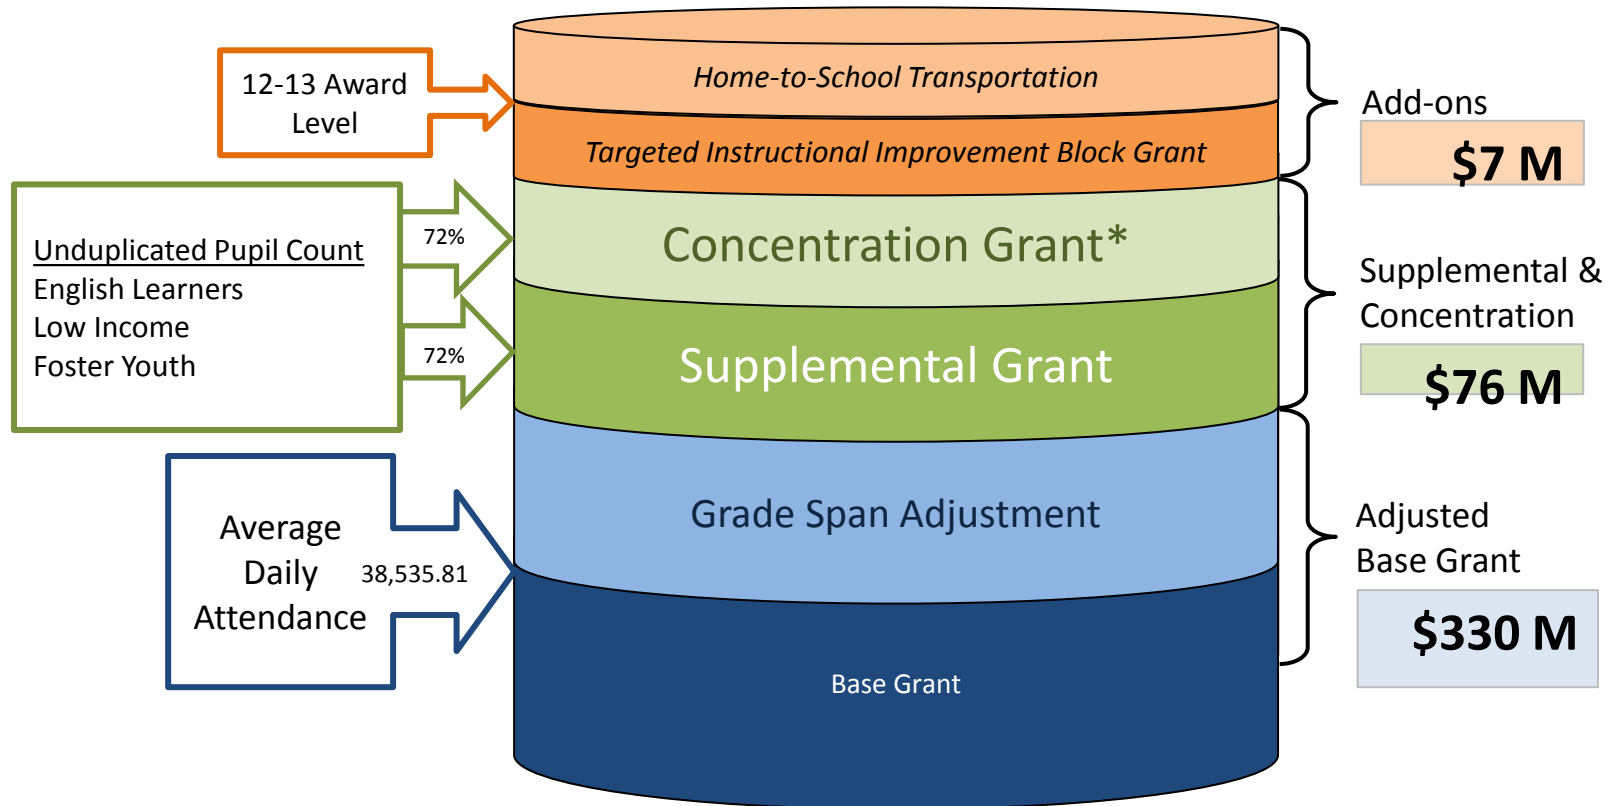 12-13 Award
Level
Home-to-School Transportation
Targeted Instructional Improvement Block Grant
Add-ons
$7 M
Unduplicated Pupil Count
English Learners
Low Income
Foster Youth
72%
72%
Concentration Grant*
Supplemental Grant
Supplemental &
Concentration
$76 M
Average
Daily
Attendance
38,535.81
Grade Span Adjustment
Base Grant
Adjusted
Base Grant
$330 M